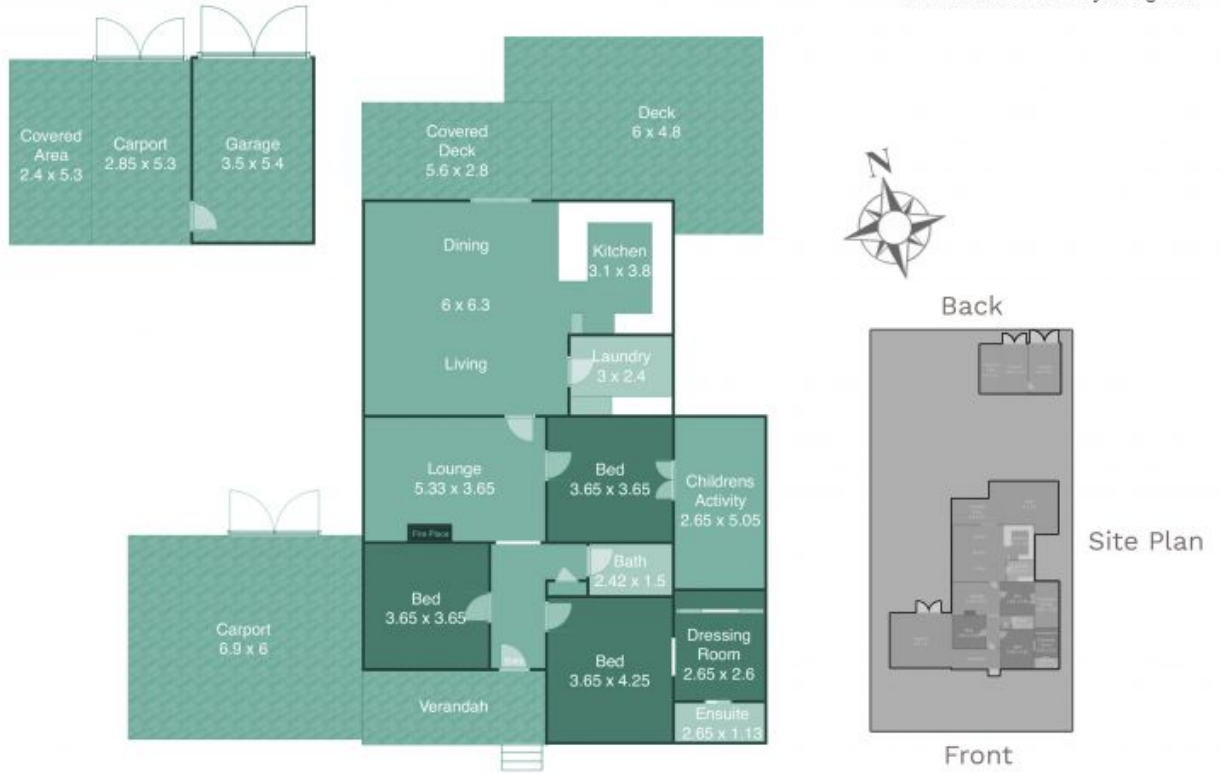 Covered
Area
2.4 x 5.3
Carport
2.85 x 5.3
Garage
3.5 x 5.4
Covered
Deck
5.6 x 2.8
Deck
6 x 4.8
N
Dining
6 x 6.3
Living
Kitchen
3.1 x 3.8
Laundry
3 x 2.4
Lounge
5.33 x 3.65
Fire Place
Bed
3.65 x 3.65
Childrens
Activity
2.65 x 5.05
Bath
2.42 x 1.5
Bed
3.65 x 3.65
Carport
6.9 x 6
Bed
3.65 x 4.25
Dressing
Room
2.65 x 2.6
Ensuite
2.65 x 1.13
Verandah
Back
Site Plan
Front